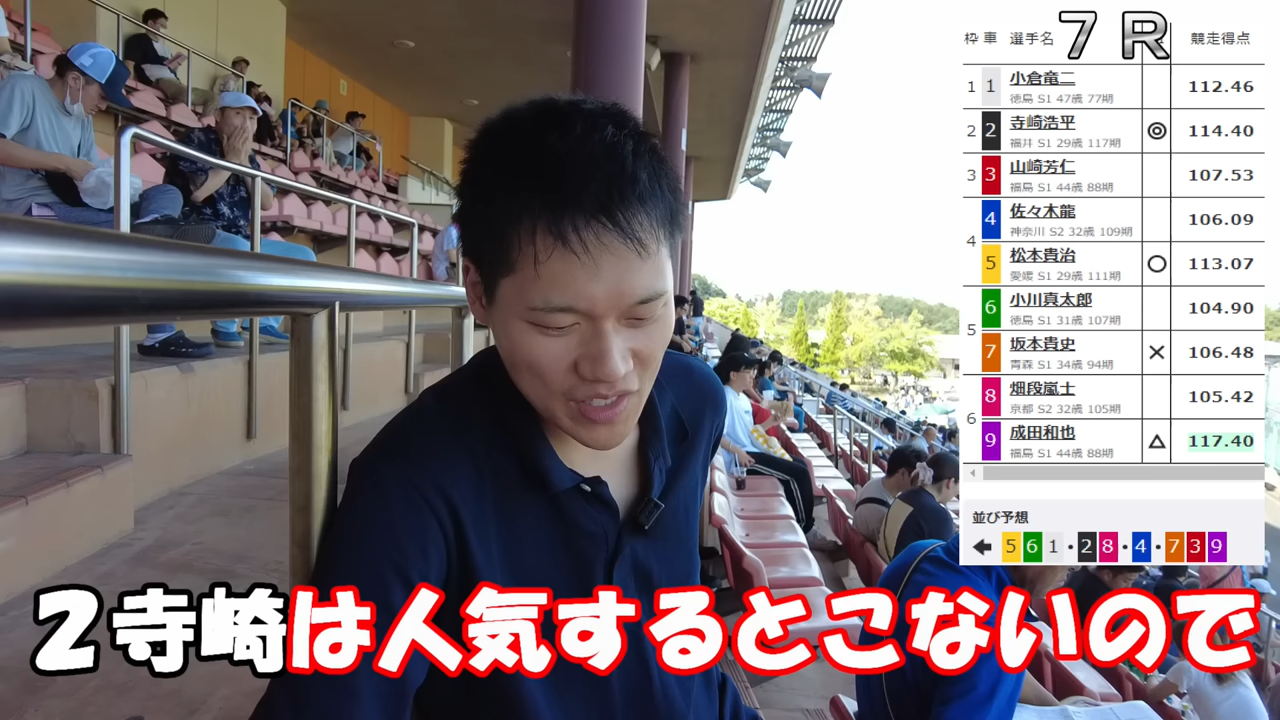 7 R
枠 車 選手名 競走得点
1 1 小倉竜二 112.46
徳島 S1 47歳 77期
2 2 寺崎浩平 ◎ 114.40
福井 S1 29歳 117期
3 3 山崎芳仁 107.53
福島 S1 44歳 88期
4 4 佐々木龍 106.09
神奈川 S2 32歳 109期
5 松本貴治 ○ 113.07
愛媛 S1 29歳 111期
5 6 小川真太郎 104.90
徳島 S1 31歳 107期
7 坂本貴史 × 106.48
青森 S1 34歳 94期
6 8 畑段嵐士 105.42
京都 S2 32歳 105期
9 成田和也 △ 117.40
福島 S1 44歳 88期
並び予想
← 5 6 1 ・ 2 8 ・ 4 ・ 7 3 9
2寺崎は人気するとこないので